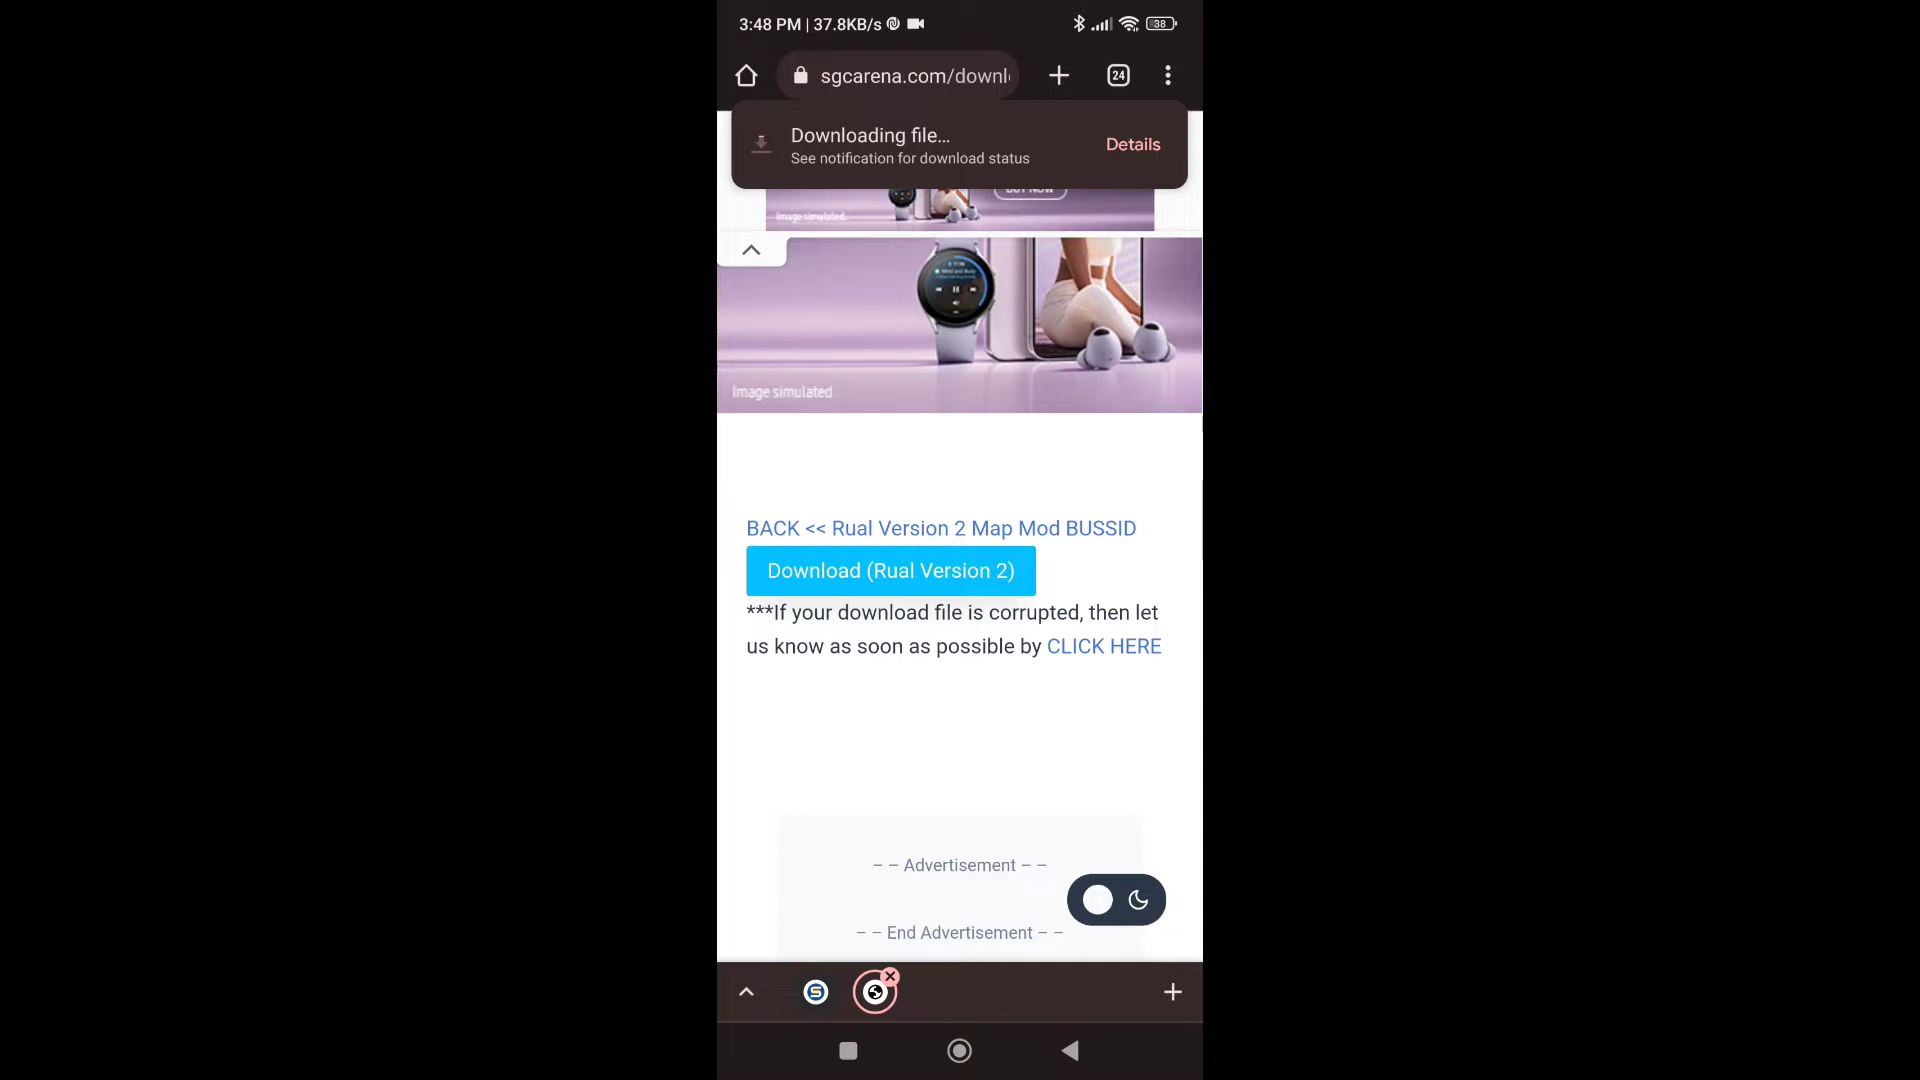 3:48 PM | 37.8KB/s
38
sgcarena.com/downl
24
Downloading file...
See notification for download status
Details
BUY NOW
Image simulated.
Image simulated
BACK << Rual Version 2 Map Mod BUSSID
Download (Rual Version 2)
***If your download file is corrupted, then let
us know as soon as possible by CLICK HERE
– – Advertisement – –
– – End Advertisement – –